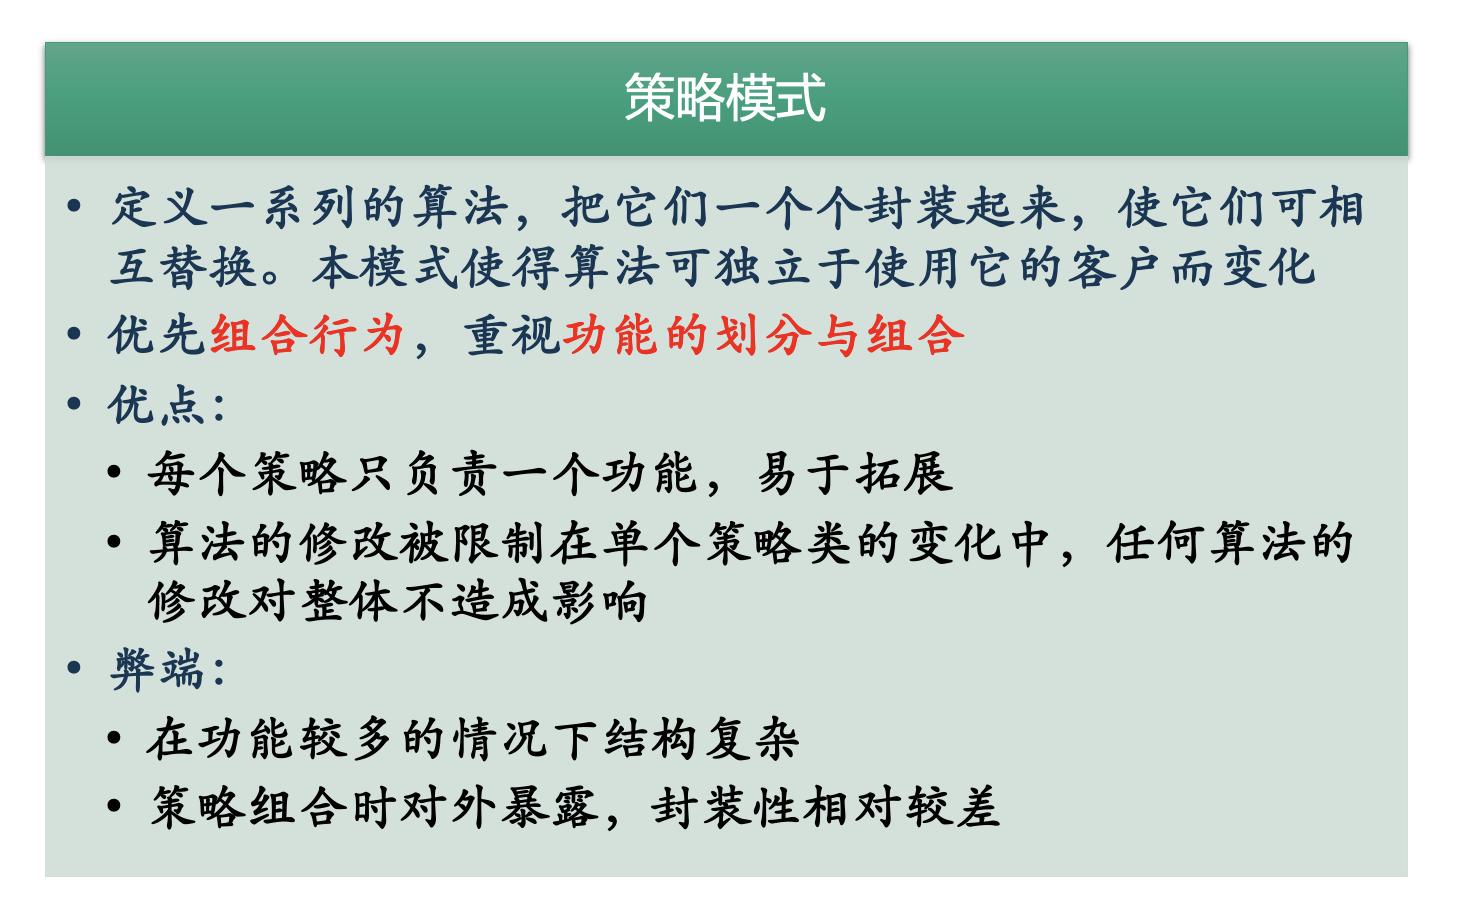 策略模式
• 定义一系列的算法，把它们一个个封装起来，使它们可相
互替换。本模式使得算法可独立于使用它的客户而变化
• 优先组合行为，重视功能的划分与组合
• 优点：
• 每个策略只负责一个功能，易于拓展
• 算法的修改被限制在单个策略类的变化中，任何算法的
修改对整体不造成影响
• 弊端：
• 在功能较多的情况下结构复杂
• 策略组合时对外暴露，封装性相对较差